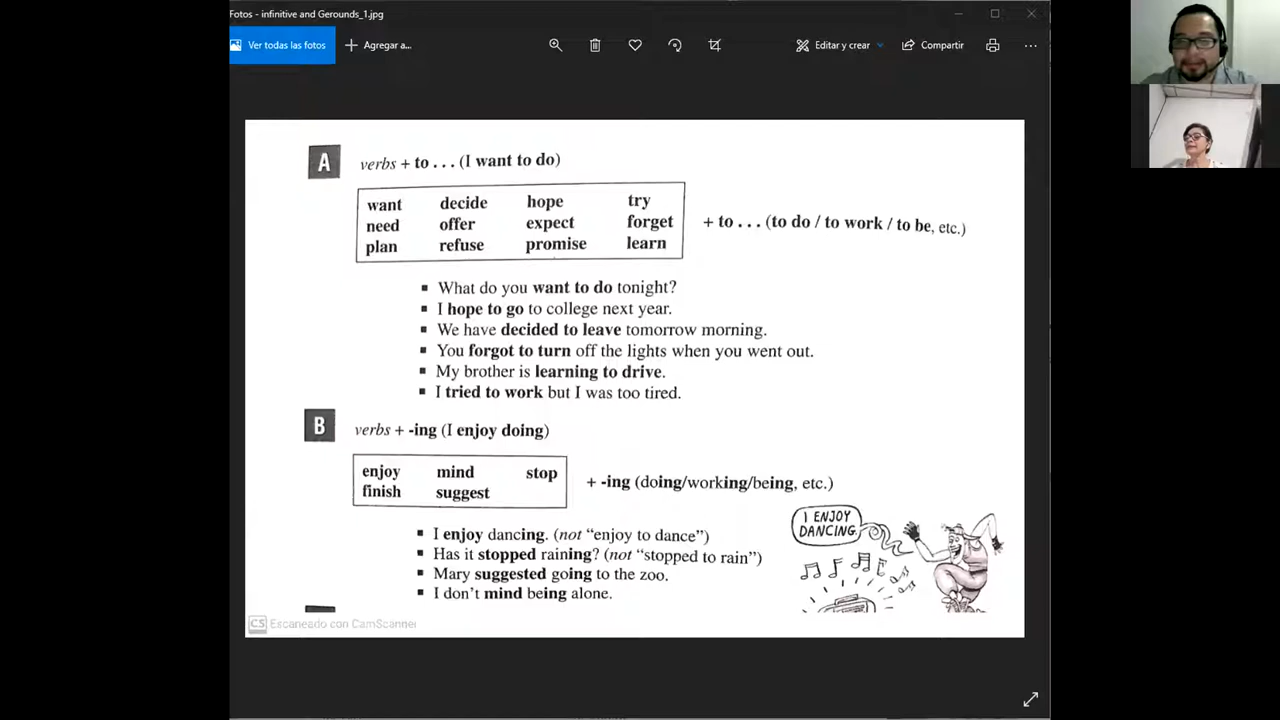 Fotos - infinitive and Gerounds_1.jpg
Ver todas las fotos
Agregar a...
Editar y crear
Compartir
A
verbs + to . . . (I want to do)
want decide hope try
need offer expect forget
plan refuse promise learn
+ to . . . (to do / to work / to be, etc.)
▪ What do you want to do tonight?
▪ I hope to go to college next year.
▪ We have decided to leave tomorrow morning.
▪ You forgot to turn off the lights when you went out.
▪ My brother is learning to drive.
▪ I tried to work but I was too tired.
B
verbs + -ing (I enjoy doing)
enjoy mind stop
finish suggest
+ -ing (doing/working/being, etc.)
▪ I enjoy dancing. (not “enjoy to dance”)
▪ Has it stopped raining? (not “stopped to rain”)
▪ Mary suggested going to the zoo.
▪ I don’t mind being alone.
I ENJOY
DANCING.
CS Escaneado con CamScanner